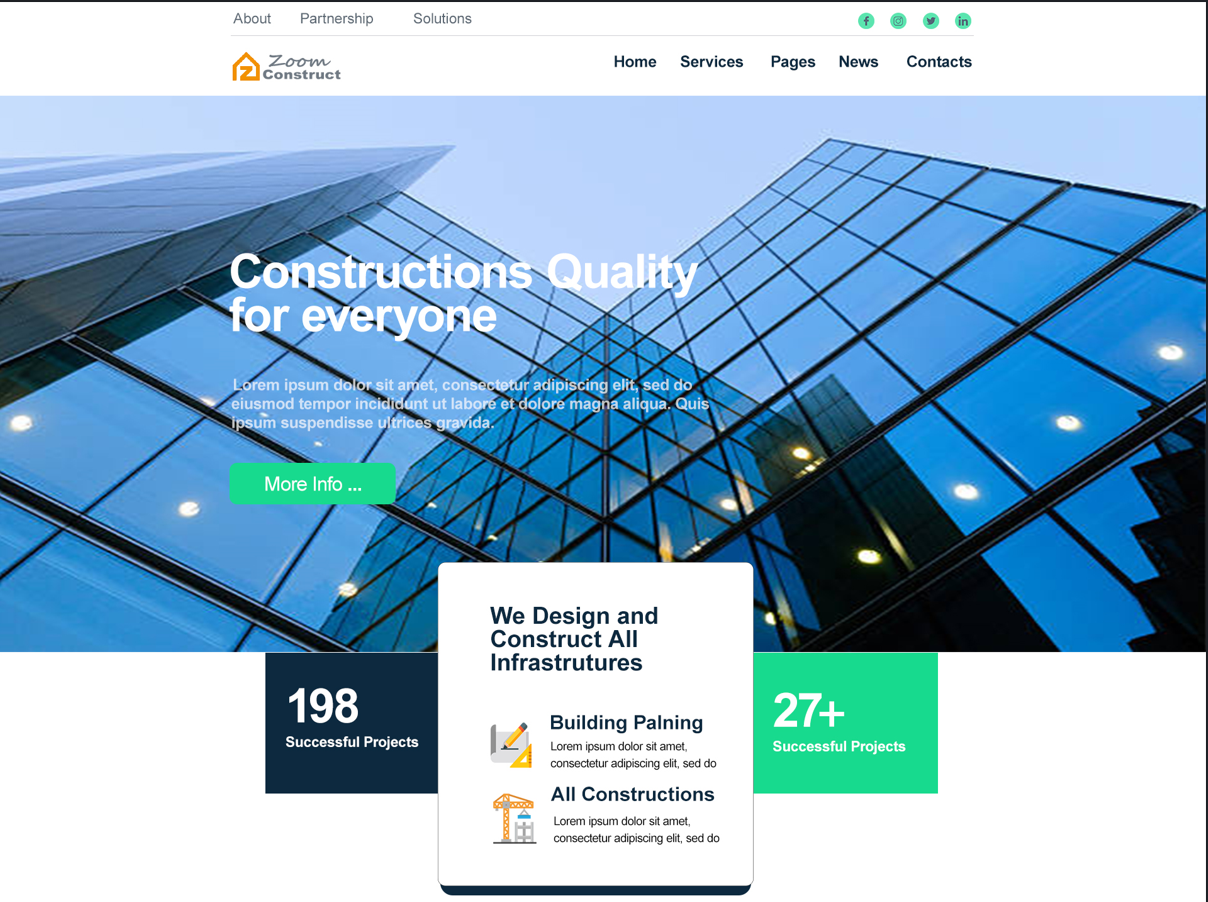 About Partnership Solutions
Zoom
Construct
Home Services Pages News Contacts
Constructions Quality
for everyone
Lorem ipsum dolor sit amet, consectetur adipiscing elit, sed do
eiusmod tempor incididunt ut labore et dolore magna aliqua. Quis
ipsum suspendisse ultrices gravida.
More Info ...
198
Successful Projects
We Design and
Construct All
Infrastrutures
Building Palning
Lorem ipsum dolor sit amet,
consectetur adipiscing elit, sed do
All Constructions
Lorem ipsum dolor sit amet,
consectetur adipiscing elit, sed do
27+
Successful Projects